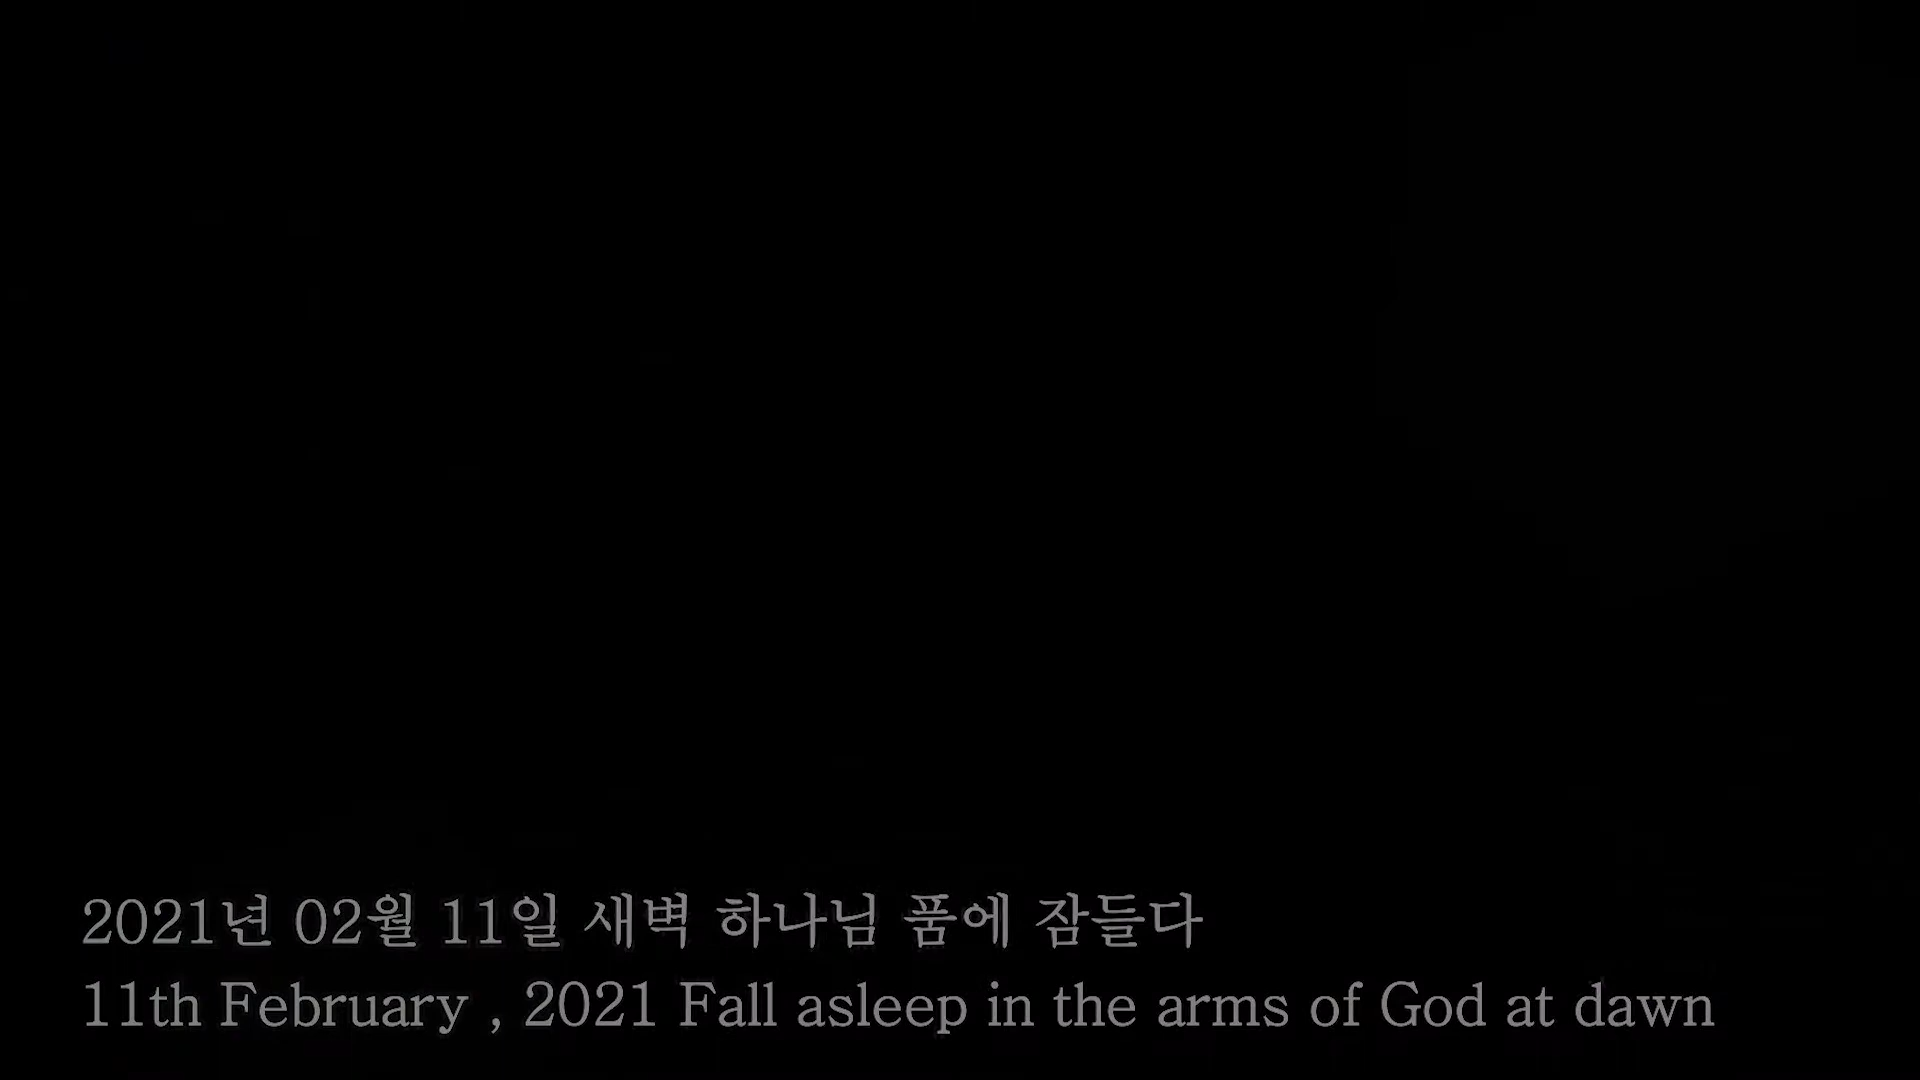 2021년 02월 11일 새벽 하나님 품에 잠들다
11th February , 2021 Fall asleep in the arms of God at dawn